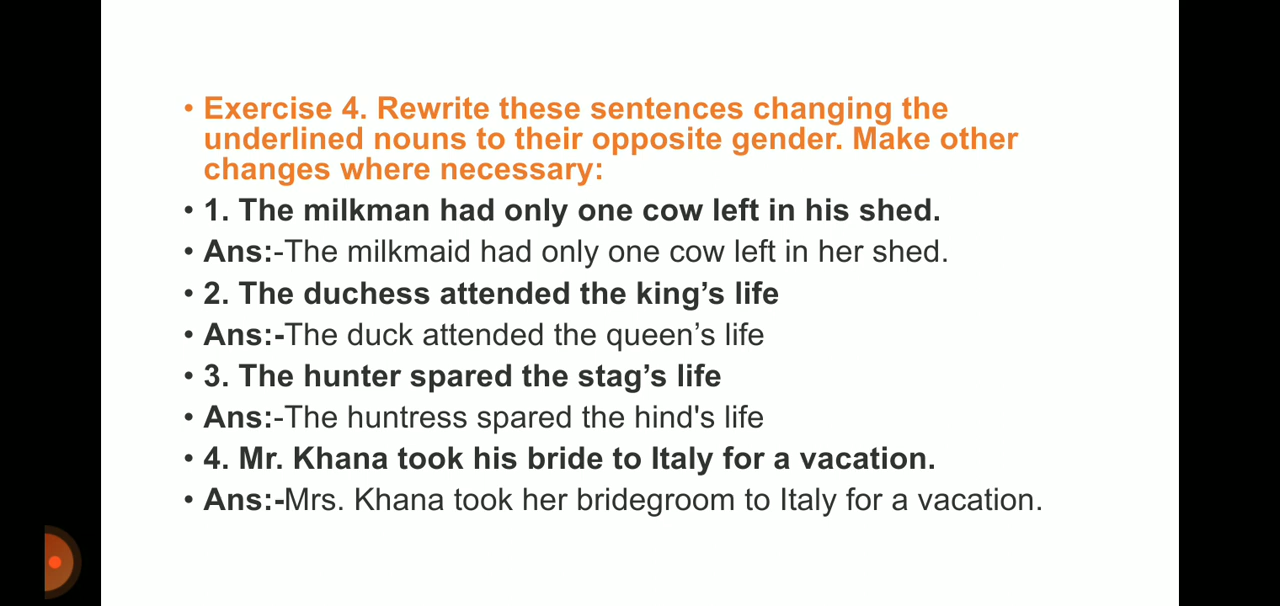 • Exercise 4. Rewrite these sentences changing the
underlined nouns to their opposite gender. Make other
changes where necessary:
• 1. The milkman had only one cow left in his shed.
• Ans:-The milkmaid had only one cow left in her shed.
• 2. The duchess attended the king’s life
• Ans:-The duck attended the queen’s life
• 3. The hunter spared the stag’s life
• Ans:-The huntress spared the hind's life
• 4. Mr. Khana took his bride to Italy for a vacation.
• Ans:-Mrs. Khana took her bridegroom to Italy for a vacation.